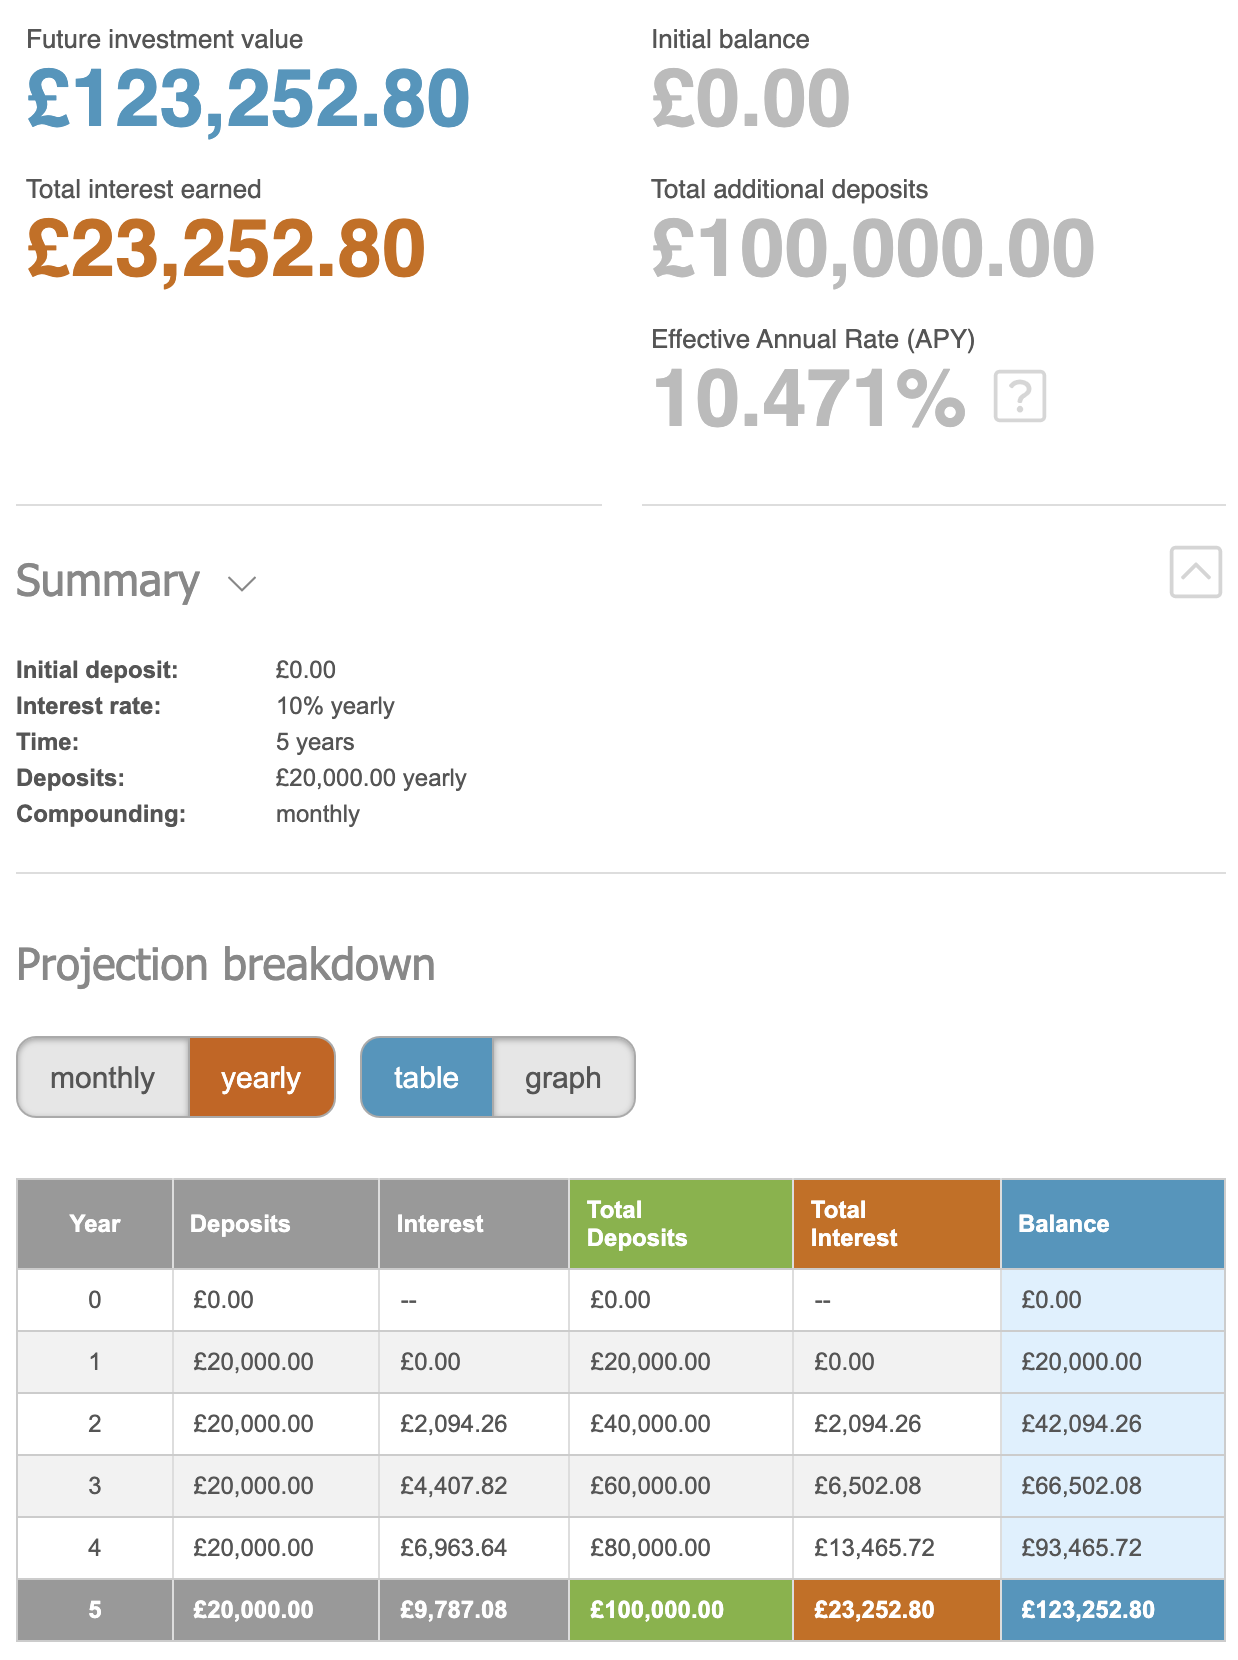 Future investment value
£123,252.80
Initial balance
£0.00
Total interest earned
£23,252.80
Total additional deposits
£100,000.00
Effective Annual Rate (APY)
10.471% ?
Summary
Initial deposit: £0.00
Interest rate: 10% yearly
Time: 5 years
Deposits: £20,000.00 yearly
Compounding: monthly
Projection breakdown
monthly yearly table graph
Year Deposits Interest Total Deposits Total Interest Balance
0 £0.00 -- £0.00 -- £0.00
1 £20,000.00 £0.00 £20,000.00 £0.00 £20,000.00
2 £20,000.00 £2,094.26 £40,000.00 £2,094.26 £42,094.26
3 £20,000.00 £4,407.82 £60,000.00 £6,502.08 £66,502.08
4 £20,000.00 £6,963.64 £80,000.00 £13,465.72 £93,465.72
5 £20,000.00 £9,787.08 £100,000.00 £23,252.80 £123,252.80